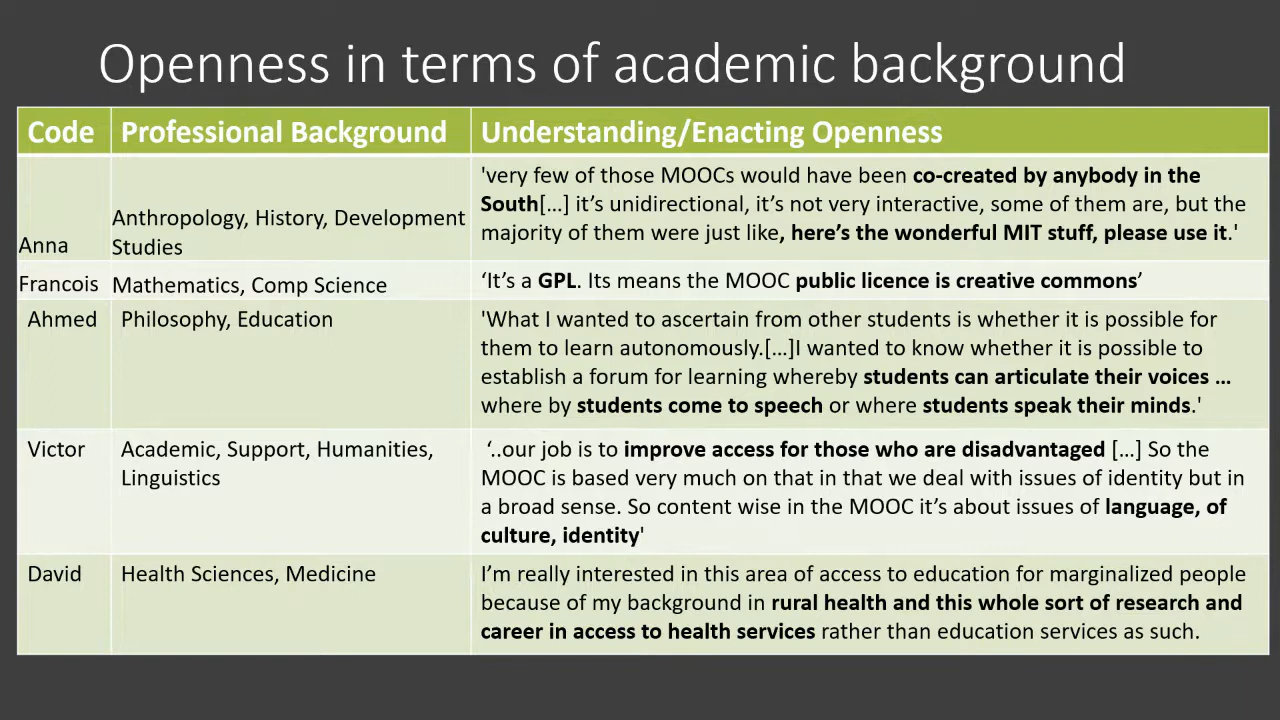 Openness in terms of academic background
Code Professional Background Understanding/Enacting Openness
'very few of those MOOCs would have been co-created by anybody in the
South[…] it's unidirectional, it's not very interactive, some of them are, but the
majority of them were just like, here's the wonderful MIT stuff, please use it.'
Anthropology, History, Development
Studies
Anna
Francois Mathematics, Comp Science ‘It's a GPL. Its means the MOOC public licence is creative commons’
Ahmed Philosophy, Education 'What I wanted to ascertain from other students is whether it is possible for
them to learn autonomously.[…]I wanted to know whether it is possible to
establish a forum for learning whereby students can articulate their voices …
where by students come to speech or where students speak their minds.'
Victor Academic, Support, Humanities, ‘..our job is to improve access for those who are disadvantaged […] So the
Linguistics MOOC is based very much on that in that we deal with issues of identity but in
a broad sense. So content wise in the MOOC it's about issues of language, of
culture, identity'
David Health Sciences, Medicine I'm really interested in this area of access to education for marginalized people
because of my background in rural health and this whole sort of research and
career in access to health services rather than education services as such.